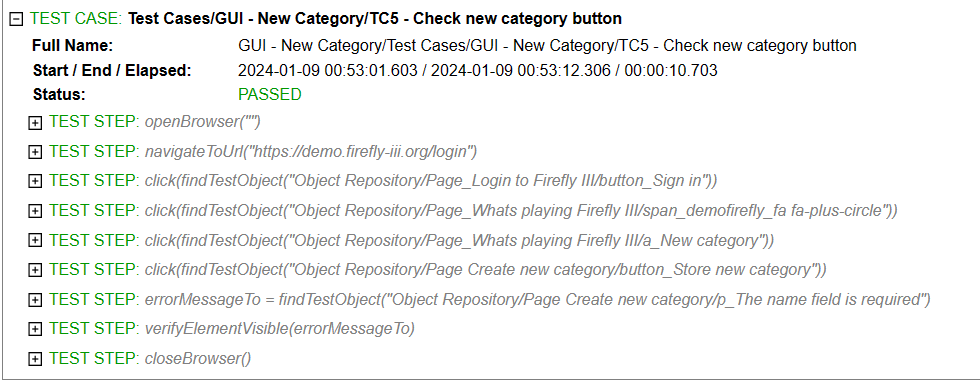 TEST CASE: Test Cases/GUI - New Category/TC5 - Check new category button
Full Name: GUI - New Category/Test Cases/GUI - New Category/TC5 - Check new category button
Start / End / Elapsed: 2024-01-09 00:53:01.603 / 2024-01-09 00:53:12.306 / 00:00:10.703
Status: PASSED
TEST STEP: openBrowser("")
TEST STEP: navigateToUrl("https://demo.firefly-iii.org/login")
TEST STEP: click(findTestObject("Object Repository/Page_Login to Firefly III/button_Sign in"))
TEST STEP: click(findTestObject("Object Repository/Page_Whats playing Firefly III/span_demofirefly_fa fa-plus-circle"))
TEST STEP: click(findTestObject("Object Repository/Page_Whats playing Firefly III/a_New category"))
TEST STEP: click(findTestObject("Object Repository/Page Create new category/button_Store new category"))
TEST STEP: errorMessageTo = findTestObject("Object Repository/Page Create new category/p_The name field is required")
TEST STEP: verifyElementVisible(errorMessageTo)
TEST STEP: closeBrowser()